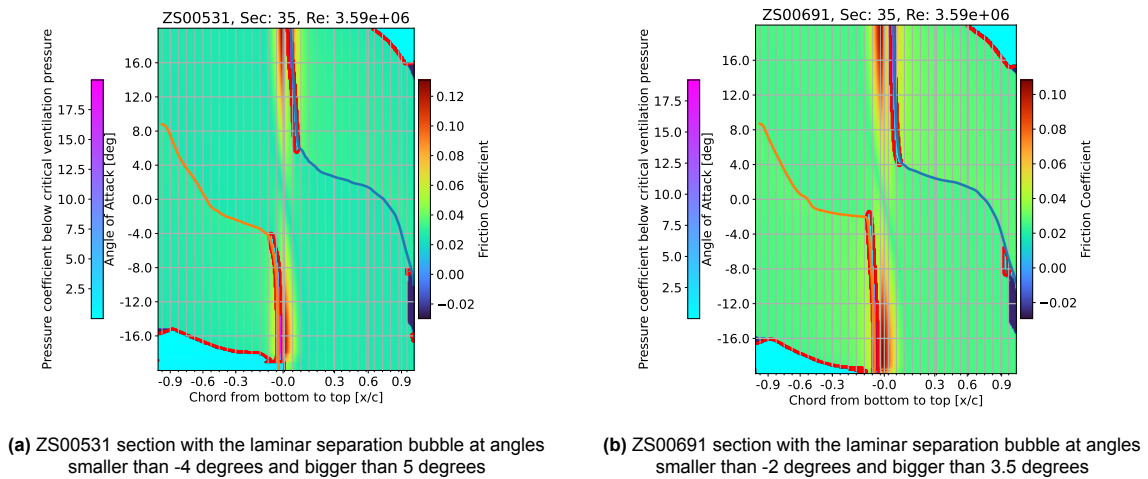 ZS00531, Sec: 35, Re: 3.59e+06
Pressure coefficient below critical ventilation pressure
17.5
15.0
12.5
10.0
7.5
5.0
2.5
Angle of Attack [deg]
16.0
12.0
8.0
4.0
0.0
-4.0
-8.0
-12.0
-16.0
-0.9 -0.6 -0.3 -0.0 0.3 0.6 0.9
Chord from bottom to top [x/c]
0.12
0.10
0.08
0.06
0.04
0.02
0.00
−0.02
Friction Coefficient
ZS00691, Sec: 35, Re: 3.59e+06
Pressure coefficient below critical ventilation pressure
17.5
15.0
12.5
10.0
7.5
5.0
2.5
Angle of Attack [deg]
16.0
12.0
8.0
4.0
0.0
-4.0
-8.0
-12.0
-16.0
-0.9 -0.6 -0.3 -0.0 0.3 0.6 0.9
Chord from bottom to top [x/c]
0.10
0.08
0.06
0.04
0.02
0.00
−0.02
Friction Coefficient
(a) ZS00531 section with the laminar separation bubble at angles
smaller than -4 degrees and bigger than 5 degrees
(b) ZS00691 section with the laminar separation bubble at angles
smaller than -2 degrees and bigger than 3.5 degrees